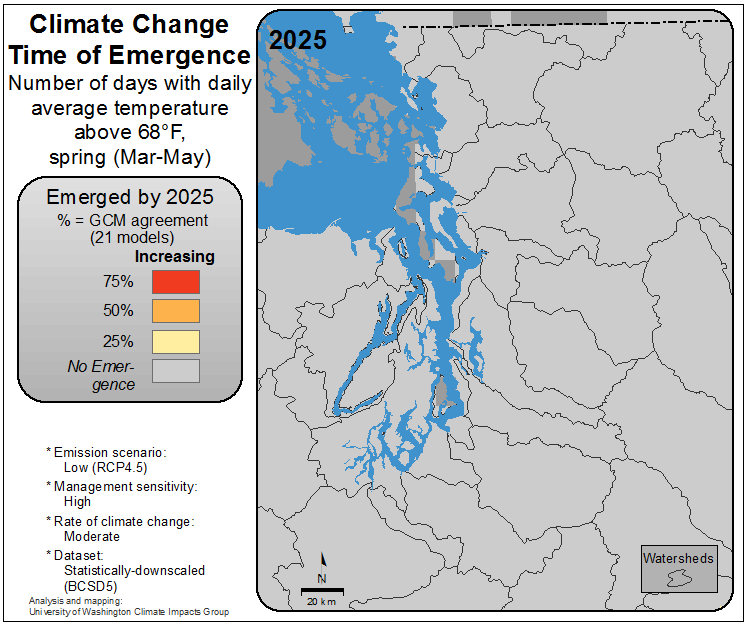 Climate Change
Time of Emergence
Number of days with daily
average temperature
above 68°F,
spring (Mar-May)
Emerged by 2025
% = GCM agreement
(21 models)
Increasing
75%
50%
25%
No Emer-
gence
* Emission scenario:
Low (RCP4.5)
* Management sensitivity:
High
* Rate of climate change:
Moderate
* Dataset:
Statistically-downscaled
(BCSD5)
Analysis and mapping:
University of Washington Climate Impacts Group
2025
N
20 km
Watersheds